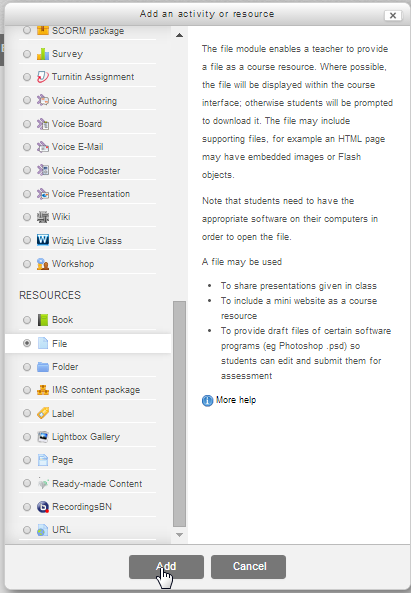 Add an activity or resource
SCORM package
Survey
Turnitin Assignment
Voice Authoring
Voice Board
Voice E-Mail
Voice Podcaster
Voice Presentation
Wiki
Wiziq Live Class
Workshop
RESOURCES
Book
File
Folder
IMS content package
Label
Lightbox Gallery
Page
Ready-made Content
RecordingsBN
URL
The file module enables a teacher to provide
a file as a course resource. Where possible,
the file will be displayed within the course
interface; otherwise students will be prompted
to download it. The file may include
supporting files, for example an HTML page
may have embedded images or Flash
objects.
Note that students need to have the
appropriate software on their computers in
order to open the file.
A file may be used
• To share presentations given in class
• To include a mini website as a course
resource
• To provide draft files of certain software
programs (eg Photoshop .psd) so
students can edit and submit them for
assessment
More help
Add
Cancel